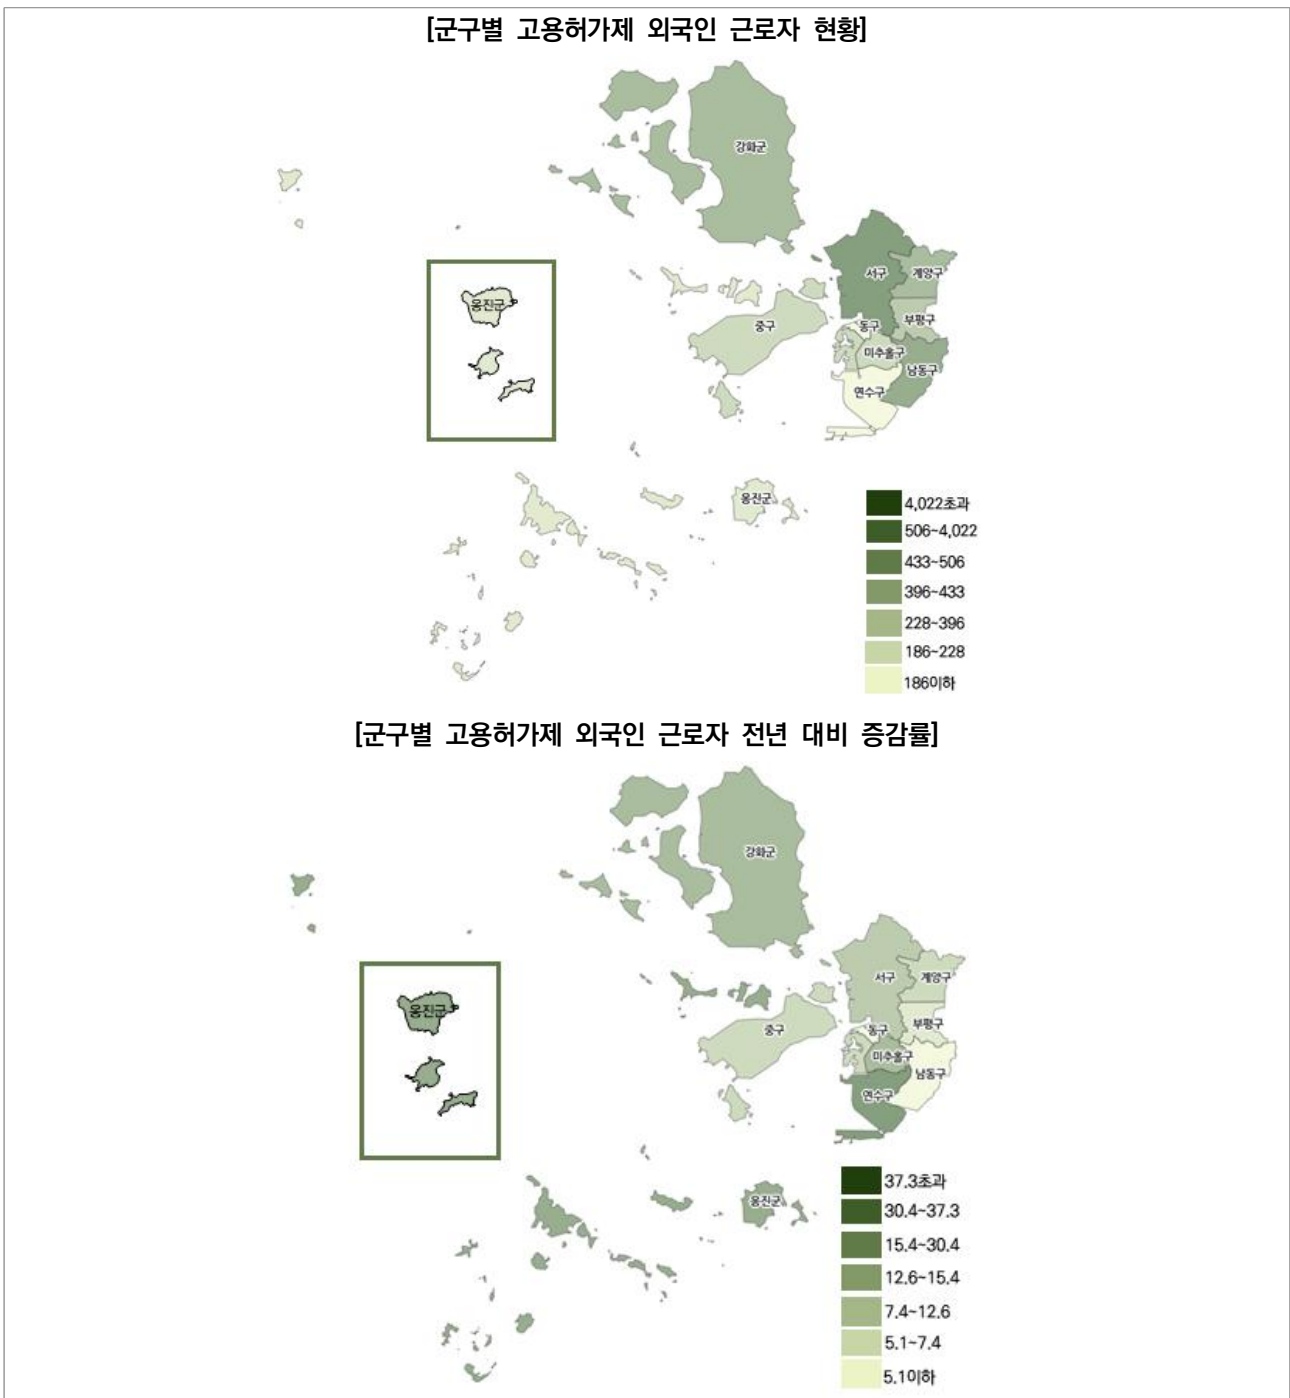 [군구별 고용허가제 외국인 근로자 현황]
강화군
서구
계양구
옹진군
중구
동구
부평구
미추홀구
남동구
연수구
옹진군
4,022초과
506~4,022
433~506
396~433
228~396
186~228
186이하
[군구별 고용허가제 외국인 근로자 전년 대비 증감률]
강화군
서구
계양구
옹진군
중구
동구
부평구
미추홀구
남동구
연수구
옹진군
37.3초과
30.4~37.3
15.4~30.4
12.6~15.4
7.4~12.6
5.1~7.4
5.1이하